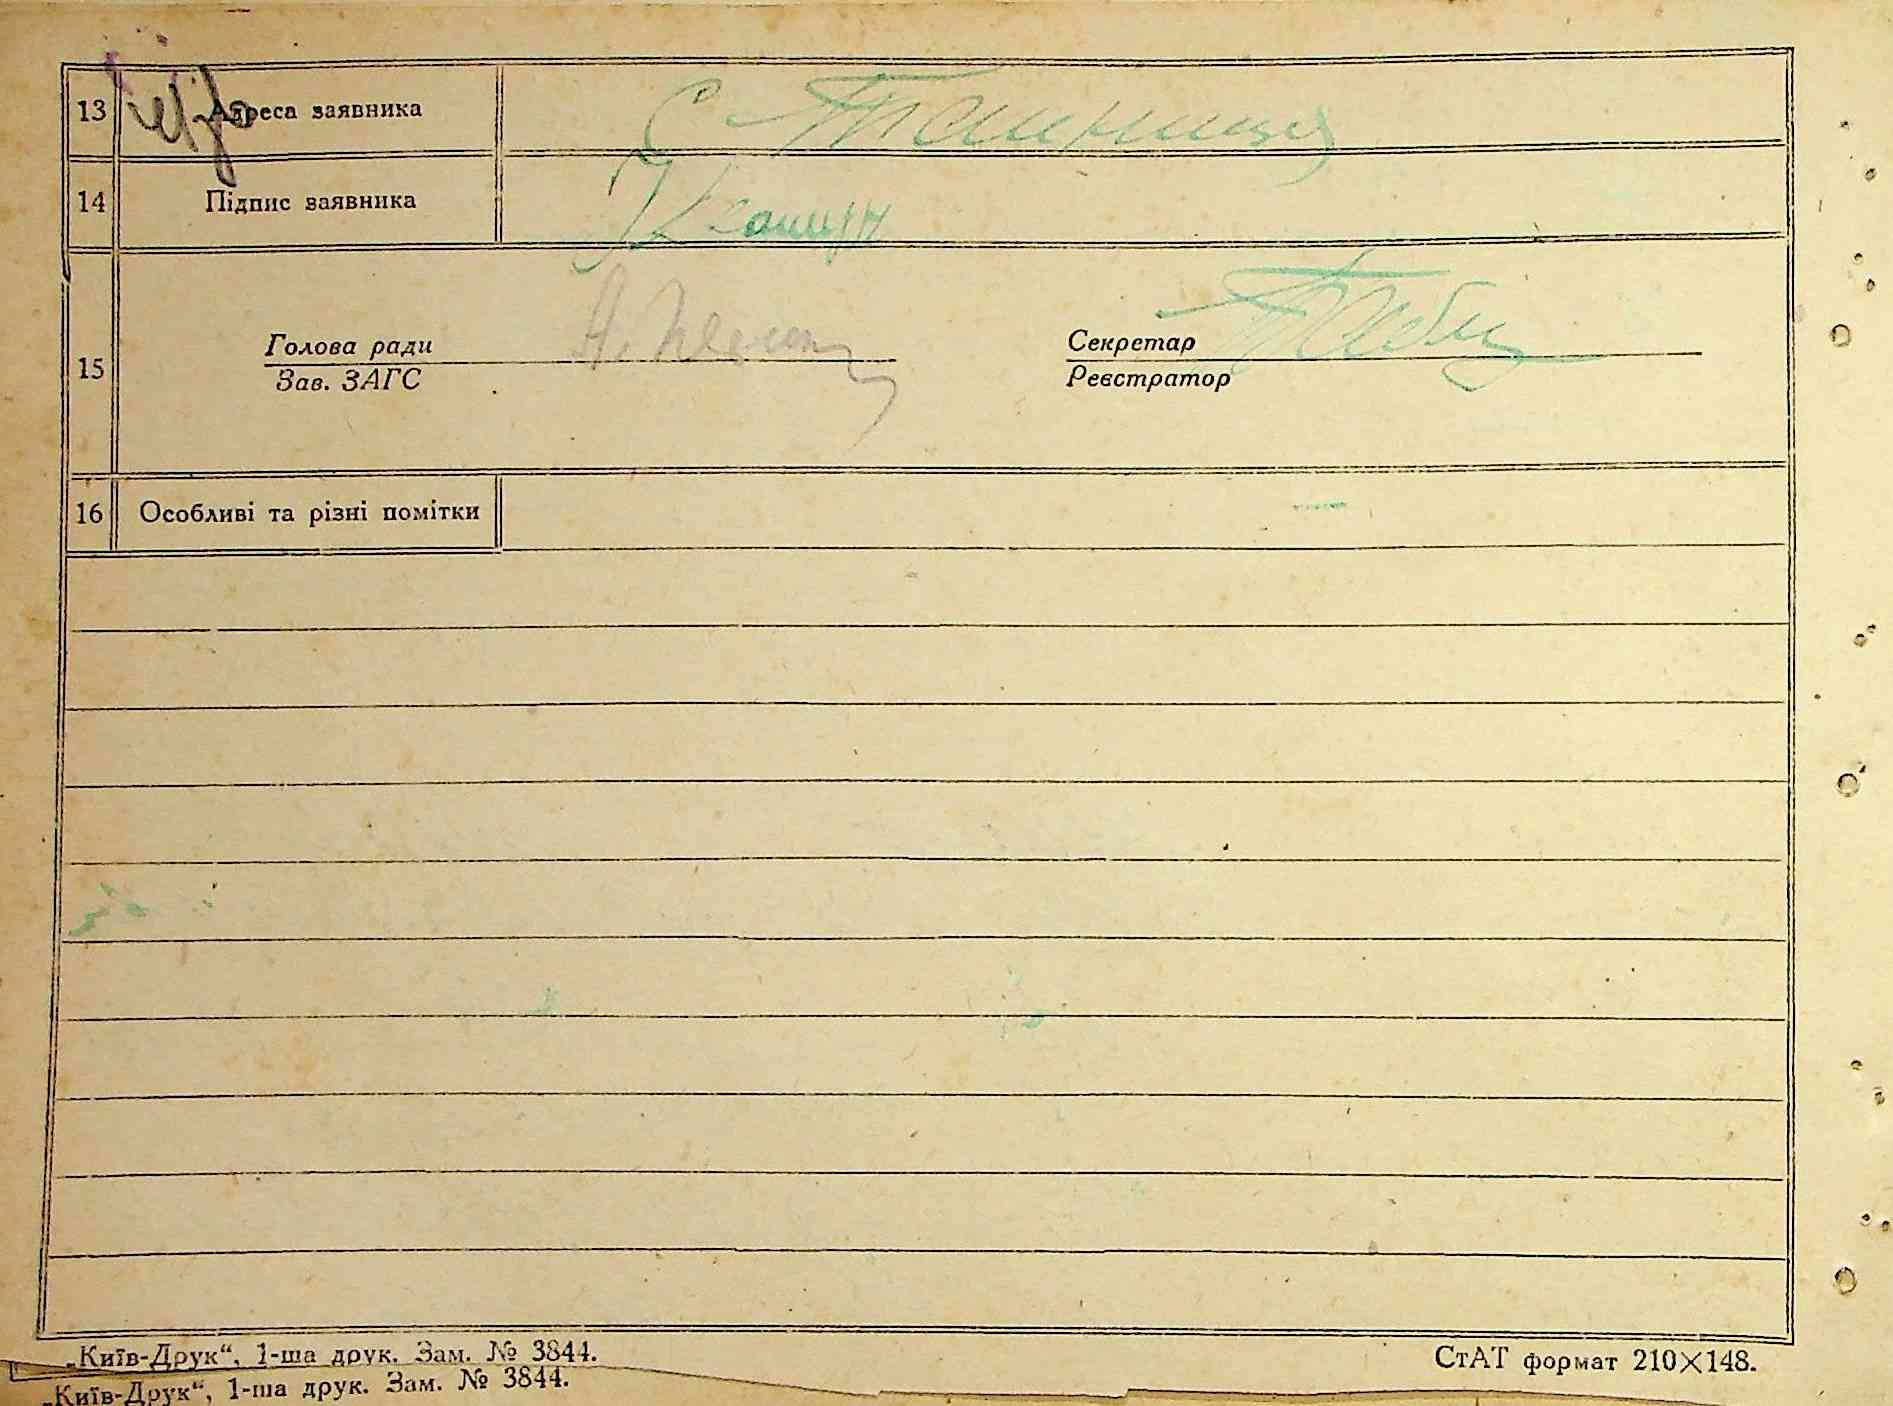 13 Адреса заявника С. Ташниця
14 Підпис заявника
15 Голова ради Секретар
Зав. ЗАГС Реєстратор
16 Особливі та різні помітки —
„Київ-Друк“, 1-ша друк. Зам. № 3844. СтАТ формат 210×148.
„Київ-Друк“, 1-ша друк. Зам. № 3844.